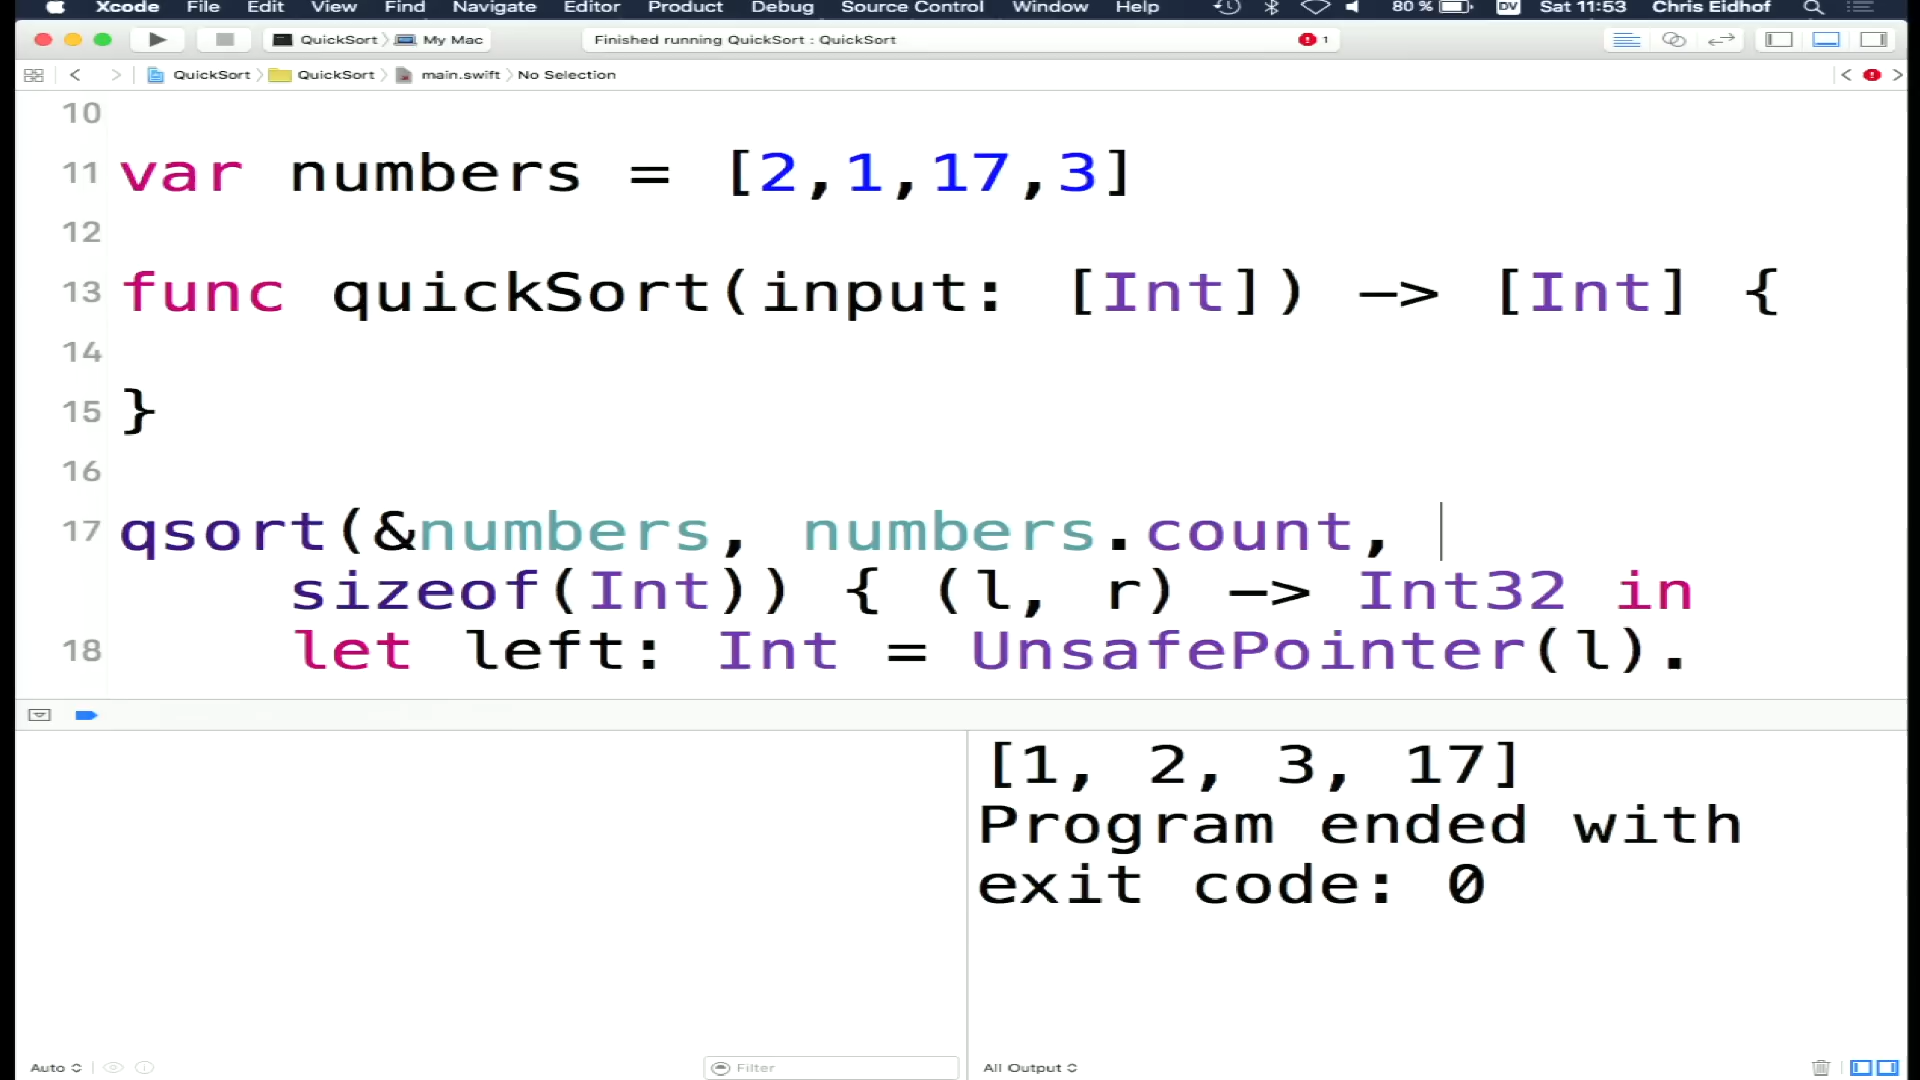 Xcode File Edit View Find Navigate Editor Product Debug Source Control Window Help 80 % DV Sat 11:53 Chris Eidhof
QuickSort My Mac Finished running QuickSort : QuickSort 1
QuickSort QuickSort main.swift No Selection
10
11 var numbers = [2,1,17,3]
12
13 func quickSort(input: [Int]) -> [Int] {
14
15 }
16
17 qsort(&numbers, numbers.count,
sizeof(Int)) { (l, r) -> Int32 in
18 let left: Int = UnsafePointer(l).
[1, 2, 3, 17]
Program ended with
exit code: 0
Auto Filter All Output